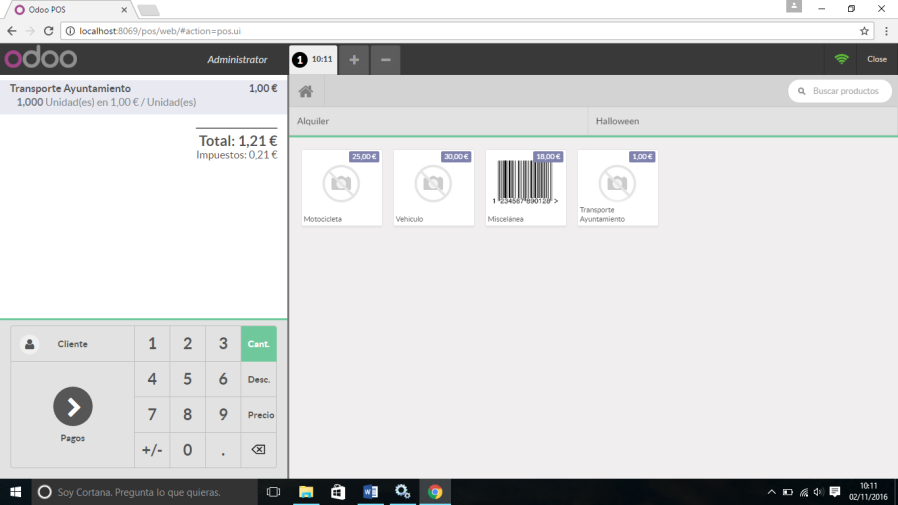 Odoo POS
localhost:8069/pos/web/#action=pos.ui
odoo
Administrator
1 10:11
Close
Transporte Ayuntamiento 1,00 €
1,000 Unidad(es) en 1,00 € / Unidad(es)
Total: 1,21 €
Impuestos: 0,21 €
Buscar productos
Alquiler
Halloween
25,00 €
Motocicleta
30,00 €
Vehículo
18,00 €
1 234567 890128 >
Miscelánea
1,00 €
Transporte
Ayuntamiento
Cliente
1 2 3 Cant.
4 5 6 Desc.
Pagos
7 8 9 Precio
+/- 0 .
Soy Cortana. Pregunta lo que quieras.
10:11
02/11/2016